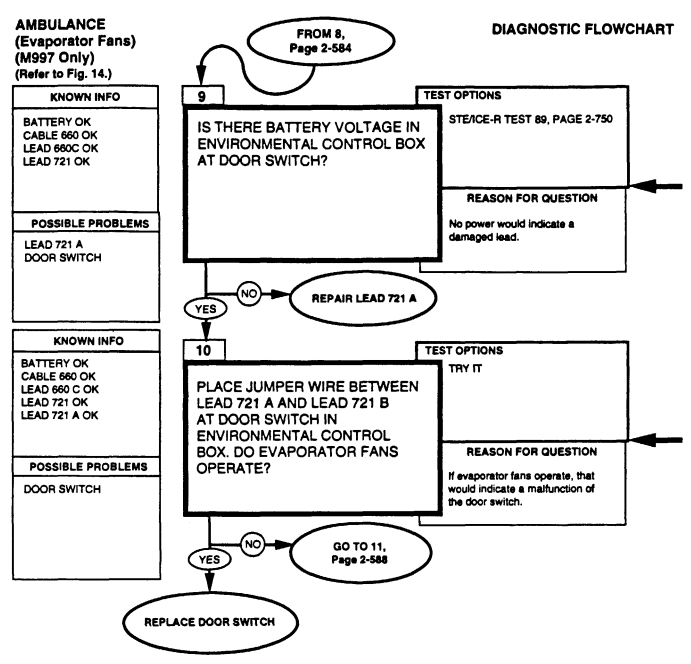 AMBULANCE
(Evaporator Fans)
(M997 Only)
(Refer to Fig. 14.)
DIAGNOSTIC FLOWCHART
FROM 8,
Page 2-584
KNOWN INFO
BATTERY OK
CABLE 660 OK
LEAD 660C OK
LEAD 721 OK
POSSIBLE PROBLEMS
LEAD 721 A
DOOR SWITCH
9
IS THERE BATTERY VOLTAGE IN
ENVIRONMENTAL CONTROL BOX
AT DOOR SWITCH?
TEST OPTIONS
STE/ICE-R TEST 89, PAGE 2-750
REASON FOR QUESTION
No power would indicate a
damaged lead.
NO
REPAIR LEAD 721 A
YES
KNOWN INFO
BATTERY OK
CABLE 660 OK
LEAD 660 C OK
LEAD 721 OK
LEAD 721 A OK
POSSIBLE PROBLEMS
DOOR SWITCH
10
PLACE JUMPER WIRE BETWEEN
LEAD 721 A AND LEAD 721 B
AT DOOR SWITCH IN
ENVIRONMENTAL CONTROL
BOX. DO EVAPORATOR FANS
OPERATE?
TEST OPTIONS
TRY IT
REASON FOR QUESTION
If evaporator fans operate, that
would indicate a malfunction of
the door switch.
NO
GO TO 11,
Page 2-588
YES
REPLACE DOOR SWITCH